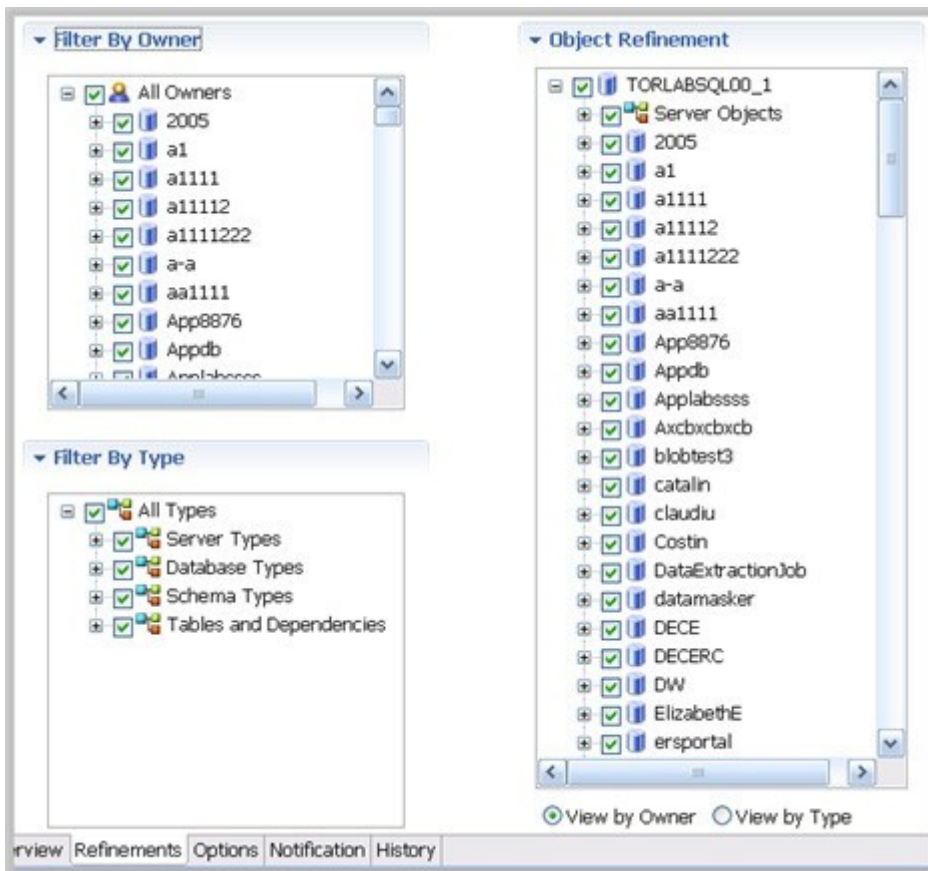 Filter By Owner
All Owners
2005
a1
a1111
a11112
a1111222
a-a
aa1111
App8876
Appdb
Applabssss
Filter By Type
All Types
Server Types
Database Types
Schema Types
Tables and Dependencies
Object Refinement
TORLABSQL00_1
Server Objects
2005
a1
a1111
a11112
a1111222
a-a
aa1111
App8876
Appdb
Applabssss
Axcbxcbxcb
blobtest3
catalin
claudiu
Costin
DataExtractionJob
datamasker
DECE
DECERC
DW
ElizabethE
ersportal
View by Owner View by Type
rview Refinements Options Notification History